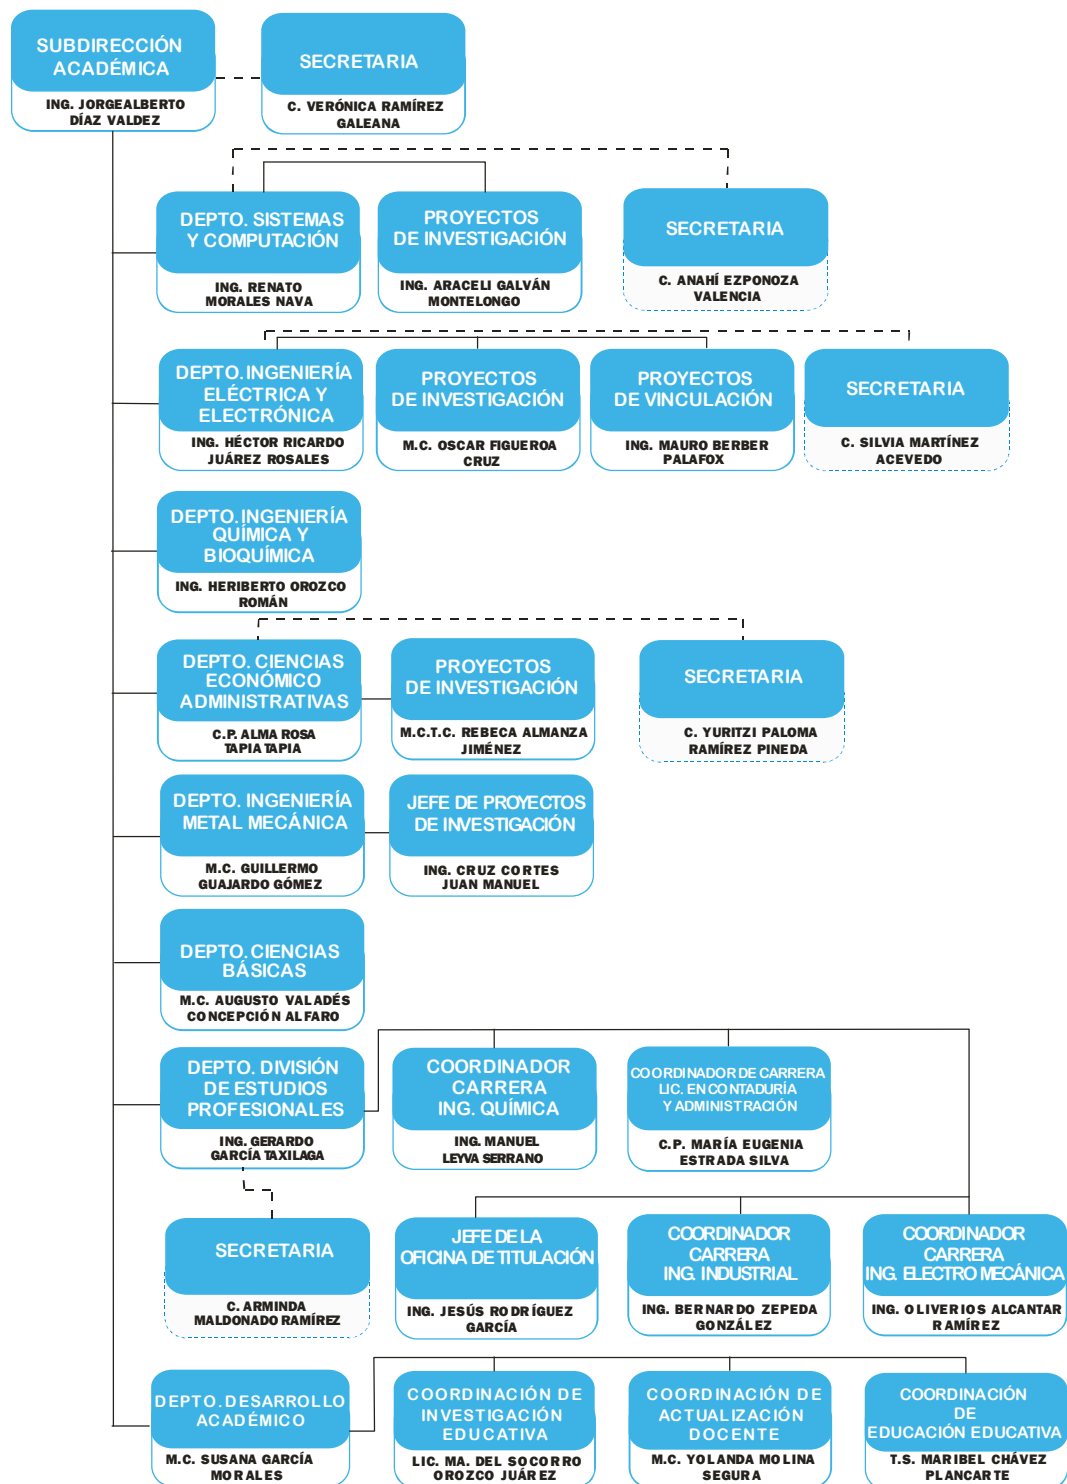 SUBDIRECCIÓN
ACADÉMICA
ING. JORGEALBERTO
DÍAZ VALDEZ
SECRETARIA
C. VERÓNICA RAMÍREZ
GALEANA
DEPTO. SISTEMAS
Y COMPUTACIÓN
ING. RENATO
MORALES NAVA
PROYECTOS
DE INVESTIGACIÓN
ING. ARACELI GALVÁN
MONTELONGO
SECRETARIA
C. ANAHÍ EZPONOZA
VALENCIA
DEPTO. INGENIERÍA
ELÉCTRICA Y
ELECTRÓNICA
ING. HÉCTOR RICARDO
JUÁREZ ROSALES
PROYECTOS
DE INVESTIGACIÓN
M.C. OSCAR FIGUEROA
CRUZ
PROYECTOS
DE VINCULACIÓN
ING. MAURO BERBER
PALAFOX
SECRETARIA
C. SILVIA MARTÍNEZ
ACEVEDO
DEPTO. INGENIERÍA
QUÍMICA Y
BIOQUÍMICA
ING. HERIBERTO OROZCO
ROMÁN
DEPTO. CIENCIAS
ECONÓMICO
ADMINISTRATIVAS
C.P. ALMA ROSA
TAPIA TAPIA
PROYECTOS
DE INVESTIGACIÓN
M.C.T.C. REBECA ALMANZA
JIMÉNEZ
SECRETARIA
C. YURITZI PALOMA
RAMÍREZ PINEDA
DEPTO. INGENIERÍA
METAL MECÁNICA
M.C. GUILLERMO
GUAJARDO GÓMEZ
JEFE DE PROYECTOS
DE INVESTIGACIÓN
ING. CRUZ CORTES
JUAN MANUEL
DEPTO. CIENCIAS
BÁSICAS
M.C. AUGUSTO VALADÉS
CONCEPCIÓN ALFARO
DEPTO. DIVISIÓN
DE ESTUDIOS
PROFESIONALES
ING. GERARDO
GARCÍA TAXILAGA
COORDINADOR
CARRERA
ING. QUÍMICA
ING. MANUEL
LEYVA SERRANO
COORDINADOR DE CARRERA
LIC. EN CONTADURÍA
Y ADMINISTRACIÓN
C.P. MARÍA EUGENIA
ESTRADA SILVA
SECRETARIA
C. ARMINDA
MALDONADO RAMÍREZ
JEFE DE LA
OFICINA DE TITULACIÓN
ING. JESÚS RODRÍGUEZ
GARCÍA
COORDINADOR
CARRERA
ING. INDUSTRIAL
ING. BERNARDO ZEPEDA
GONZÁLEZ
COORDINADOR
CARRERA
ING. ELECTRO MECÁNICA
ING. OLIVERIOS ALCANTAR
RAMÍREZ
DEPTO. DESARROLLO
ACADÉMICO
M.C. SUSANA GARCÍA
MORALES
COORDINACIÓN DE
INVESTIGACIÓN
EDUCATIVA
LIC. MA. DEL SOCORRO
OROZCO JUÁREZ
COORDINACIÓN DE
ACTUALIZACIÓN
DOCENTE
M.C. YOLANDA MOLINA
SEGURA
COORDINACIÓN
DE
EDUCACIÓN EDUCATIVA
T.S. MARIBEL CHÁVEZ
PLANCARTE